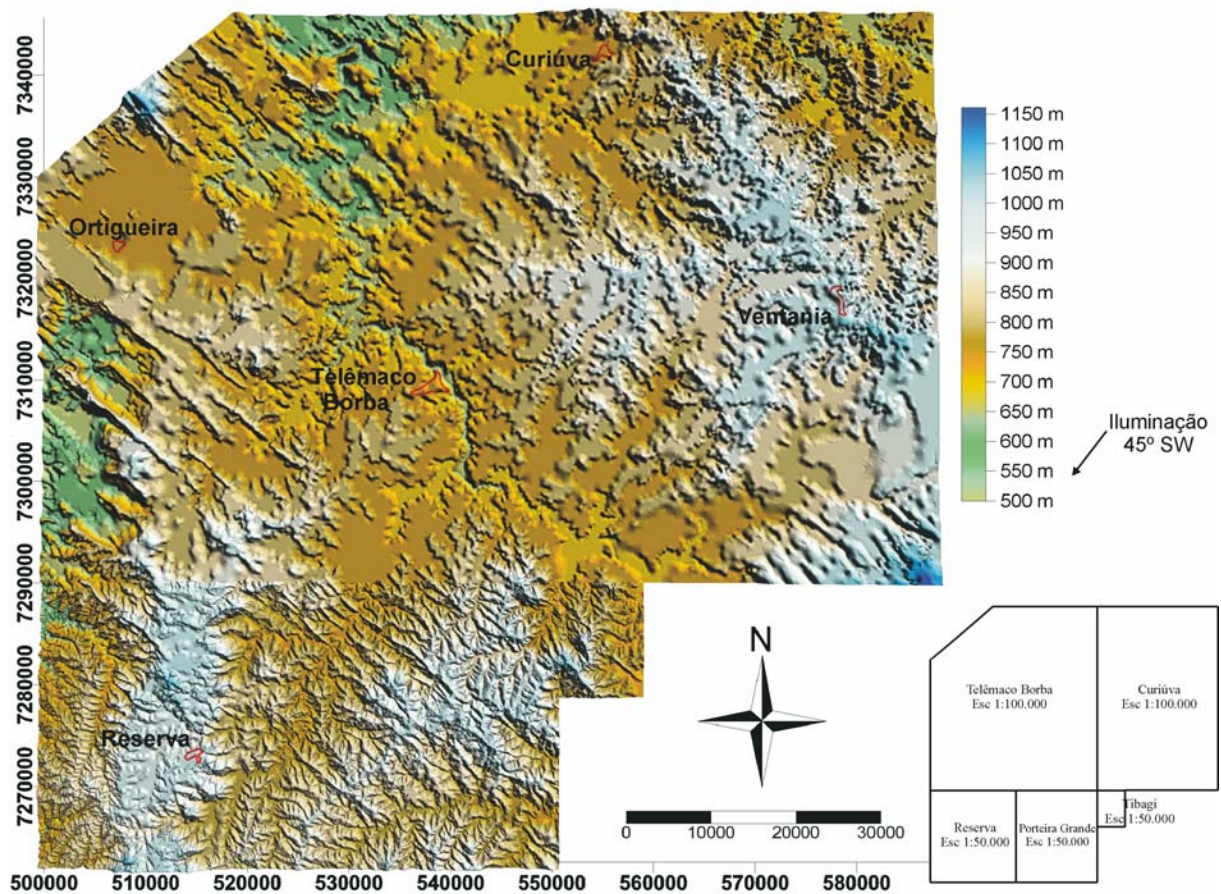 Curiúva
Ortigueira
Ventania
Telêmaco
Borba
Reserva
7340000
7330000
7320000
7310000
7300000
7290000
7280000
7270000
500000
510000
520000
530000
540000
550000
560000
570000
580000
1150 m
1100 m
1050 m
1000 m
950 m
900 m
850 m
800 m
750 m
700 m
650 m
600 m
550 m
500 m
Iluminação
45º SW
N
0
10000
20000
30000
Telêmaco Borba
Esc 1:100.000
Curiúva
Esc 1:100.000
Reserva
Esc 1:50.000
Porteira Grande
Esc 1:50.000
Tibagi
Esc 1:50.000